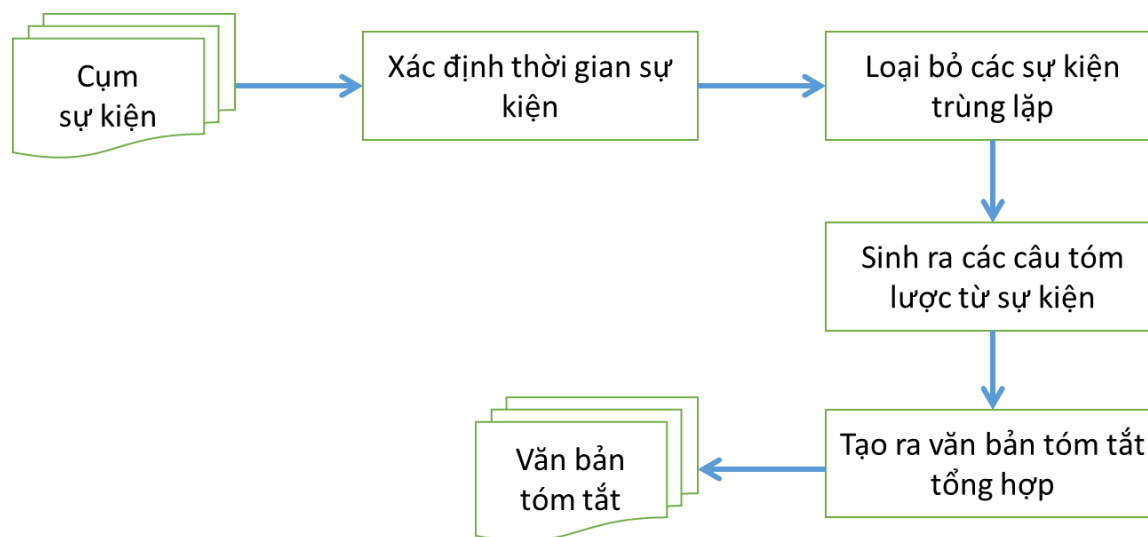 Cụm
sự kiện
Xác định thời gian sự
kiện
Loại bỏ các sự kiện
trùng lặp
Sinh ra các câu tóm
lược từ sự kiện
Tạo ra văn bản tóm tắt
tổng hợp
Văn bản
tóm tắt